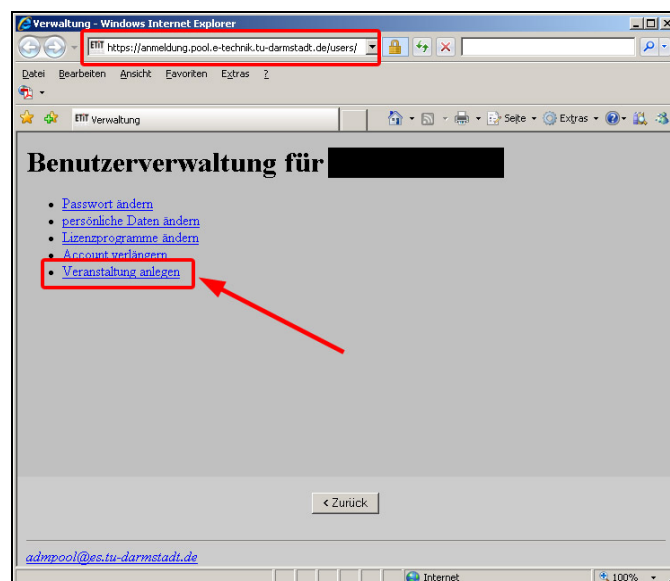 Verwaltung - Windows Internet Explorer
ETiT https://anmeldung.pool.e-technik.tu-darmstadt.de/users/
Datei Bearbeiten Ansicht Favoriten Extras ?
ETiT Verwaltung
Seite Extras
Benutzerverwaltung für
Passwort ändern
persönliche Daten ändern
Lizenzprogramme ändern
Account verlängern
Veranstaltung anlegen
< Zurück
admpool@es.tu-darmstadt.de
Internet 100%